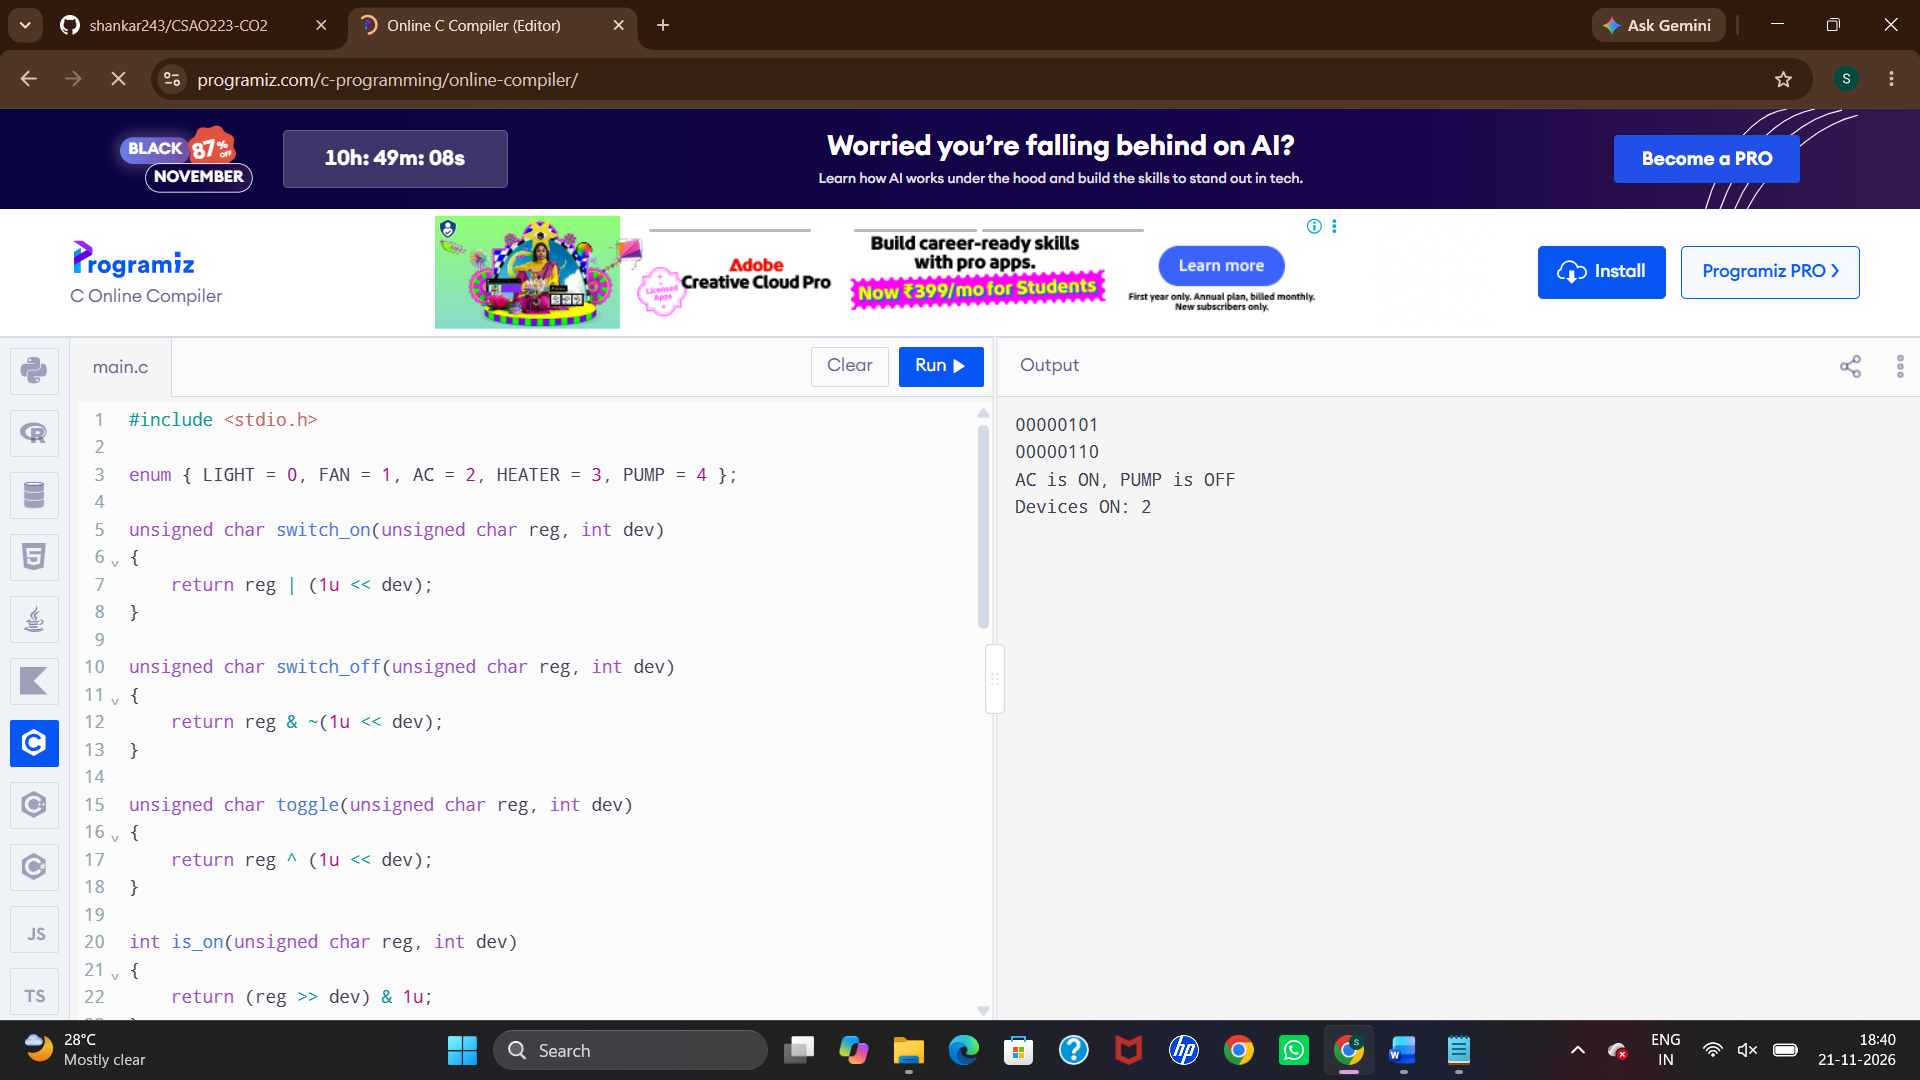 shankar243/CSAO223-CO2
Online C Compiler (Editor)
Ask Gemini
programiz.com/c-programming/online-compiler/
S
BLACK 87% OFF
NOVEMBER
10h: 49m: 08s
Worried you're falling behind on AI?
Learn how AI works under the hood and build the skills to stand out in tech.
Become a PRO
Programiz
C Online Compiler
Licensed Apps
Adobe
Creative Cloud Pro
Build career-ready skills
with pro apps.
Now ₹399/mo for Students
Learn more
First year only. Annual plan, billed monthly.
New subscribers only.
Install
Programiz PRO
main.c
Clear
Run
Output
1 #include <stdio.h>
2
3 enum { LIGHT = 0, FAN = 1, AC = 2, HEATER = 3, PUMP = 4 };
4
5 unsigned char switch_on(unsigned char reg, int dev)
6 {
7     return reg | (1u << dev);
8 }
9
10 unsigned char switch_off(unsigned char reg, int dev)
11 {
12     return reg & ~(1u << dev);
13 }
14
15 unsigned char toggle(unsigned char reg, int dev)
16 {
17     return reg ^ (1u << dev);
18 }
19
20 int is_on(unsigned char reg, int dev)
21 {
22     return (reg >> dev) & 1u;
00000101
00000110
AC is ON, PUMP is OFF
Devices ON: 2
JS
TS
28°C
Mostly clear
Search
ENG
IN
18:40
21-11-2026